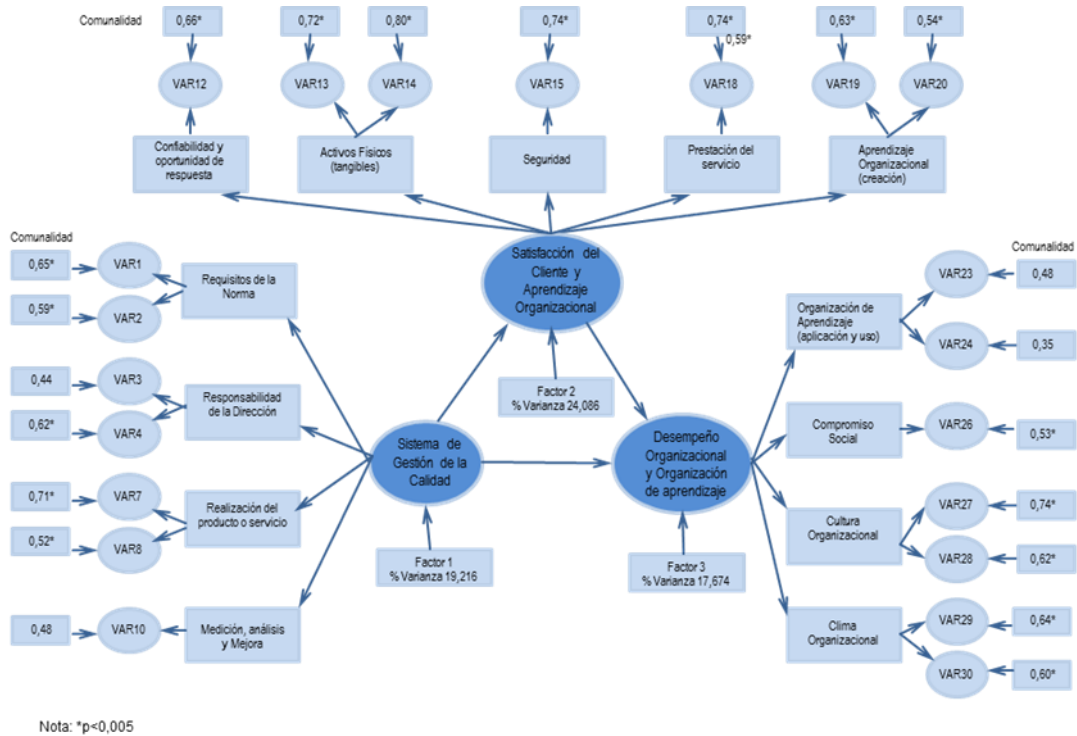 Comunalidad
0,66*
0,72*
0,80*
0,74*
0,74*
0,59*
0,63*
0,54*
VAR12
VAR13
VAR14
VAR15
VAR18
VAR19
VAR20
Confiabilidad y
oportunidad de
respuesta
Activos Físicos
(tangibles)
Seguridad
Prestación del
servicio
Aprendizaje
Organizacional
(creación)
Satisfacción del
Cliente y
Aprendizaje
Organizacional
Factor 2
% Varianza 24,086
Comunalidad
0,65*
VAR1
0,59*
VAR2
Requisitos de la
Norma
0,44
VAR3
0,62*
VAR4
Responsabilidad
de la Dirección
0,71*
VAR7
0,52*
VAR8
Realización del
producto o servicio
0,48
VAR10
Medición, análisis
y Mejora
Sistema de
Gestión de la
Calidad
Factor 1
% Varianza 19,216
Desempeño
Organizacional
y Organización
de aprendizaje
Factor 3
% Varianza 17,674
Comunalidad
Organización de
Aprendizaje
(aplicación y uso)
VAR23
0,48
VAR24
0,35
Compromiso
Social
VAR26
0,53*
Cultura
Organizacional
VAR27
0,74*
VAR28
0,62*
Clima
Organizacional
VAR29
0,64*
VAR30
0,60*
Nota: *p<0,005